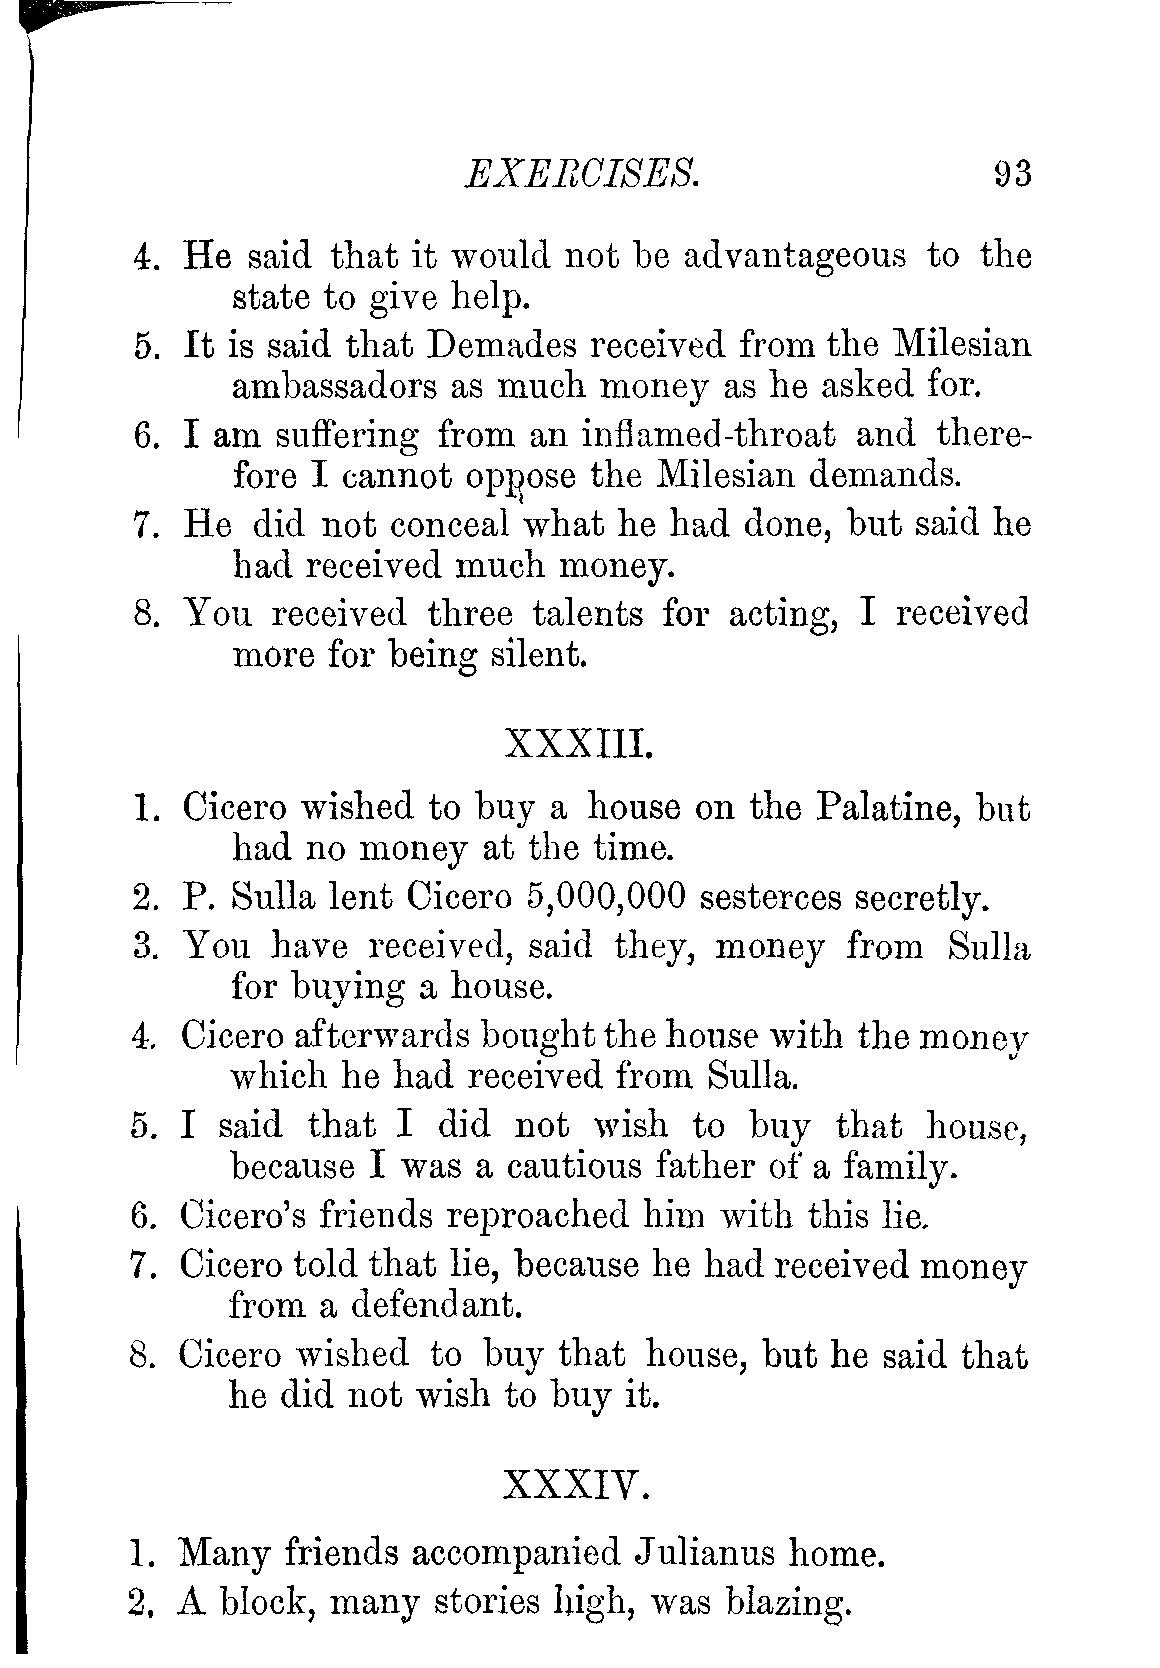 EXERCISES. 93
4. He said that it would not be advantageous to the
state to give help.
5. It is said that Demades received from the Milesian
ambassadors as much money as he asked for.
6. I am suffering from an inflamed-throat and there-
fore I cannot oppose the Milesian demands.
7. He did not conceal what he had done, but said he
had received much money.
8. You received three talents for acting, I received
more for being silent.
XXXIII.
1. Cicero wished to buy a house on the Palatine, but
had no money at the time.
2. P. Sulla lent Cicero 5,000,000 sesterces secretly.
3. You have received, said they, money from Sulla
for buying a house.
4. Cicero afterwards bought the house with the money
which he had received from Sulla.
5. I said that I did not wish to buy that house,
because I was a cautious father of a family.
6. Cicero's friends reproached him with this lie.
7. Cicero told that lie, because he had received money
from a defendant.
8. Cicero wished to buy that house, but he said that
he did not wish to buy it.
XXXIV.
1. Many friends accompanied Julianus home.
2. A block, many stories high, was blazing.